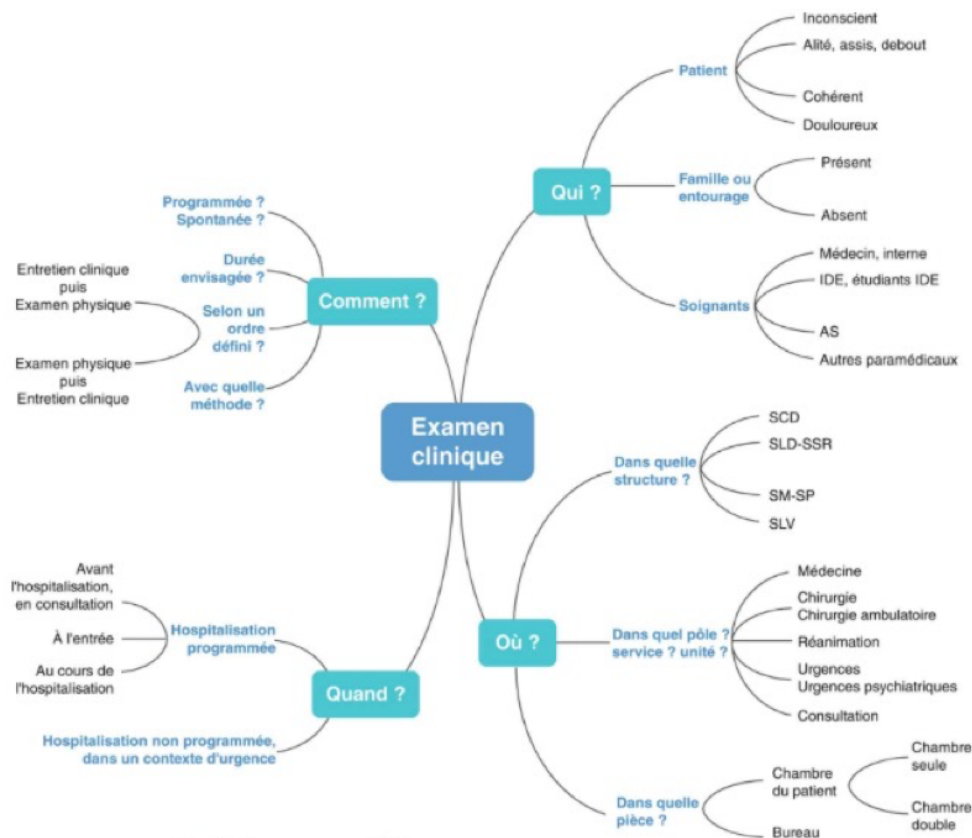 Examen
clinique
Qui ?
Patient
Inconscient
Alité, assis, debout
Cohérent
Douloureux
Famille ou
entourage
Présent
Absent
Soignants
Médecin, interne
IDE, étudiants IDE
AS
Autres paramédicaux
Où ?
Dans quelle
structure ?
SCD
SLD-SSR
SM-SP
SLV
Dans quel pôle ?
service ? unité ?
Médecine
Chirurgie
Chirurgie ambulatoire
Réanimation
Urgences
Urgences psychiatriques
Consultation
Dans quelle
pièce ?
Chambre
du patient
Chambre
seule
Chambre
double
Bureau
Quand ?
Hospitalisation
programmée
Avant
l'hospitalisation,
en consultation
À l'entrée
Au cours de
l'hospitalisation
Hospitalisation non programmée,
dans un contexte d'urgence
Comment ?
Programmée ?
Spontanée ?
Durée
envisagée ?
Selon un
ordre
défini ?
Entretien clinique
puis
Examen physique
Examen physique
puis
Entretien clinique
Avec quelle
méthode ?